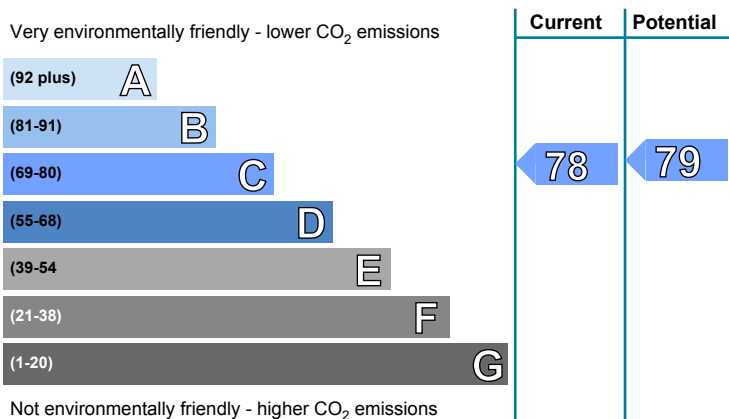 Very environmentally friendly - lower CO2 emissions
Current
Potential
(92 plus) A
(81-91) B
(69-80) C
78
79
(55-68) D
(39-54 E
(21-38) F
(1-20) G
Not environmentally friendly - higher CO2 emissions